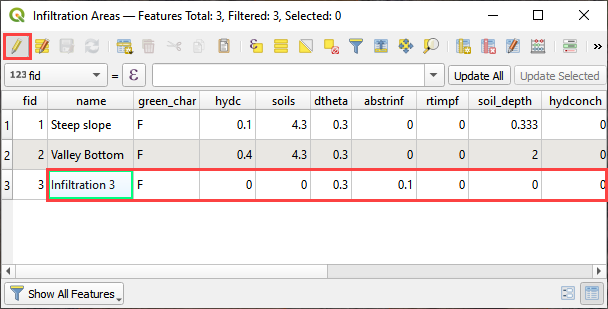 Infiltration Areas — Features Total: 3, Filtered: 3, Selected: 0
123 fid = ε Update All Update Selected
fid name green_char hydc soils dtheta abstrinf rtimpf soil_depth hydconch
1 1 Steep slope F 0.1 4.3 0.3 0 0 0.333 0
2 2 Valley Bottom F 0.4 4.3 0.3 0 0 2 0
3 3 Infiltration 3 F 0 0 0.3 0.1 0 0 0
Show All Features